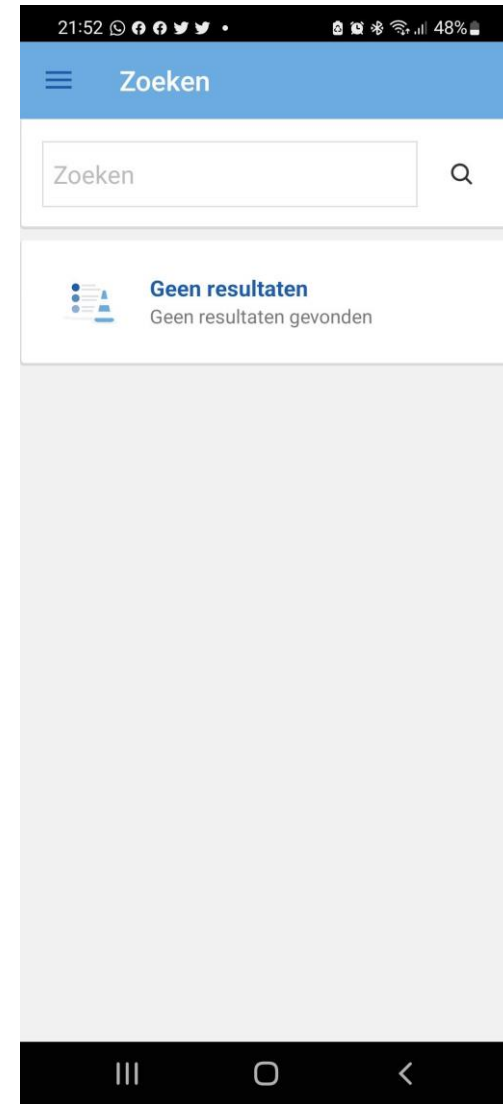 21:52 48%
Zoeken
Zoeken
Geen resultaten
Geen resultaten gevonden